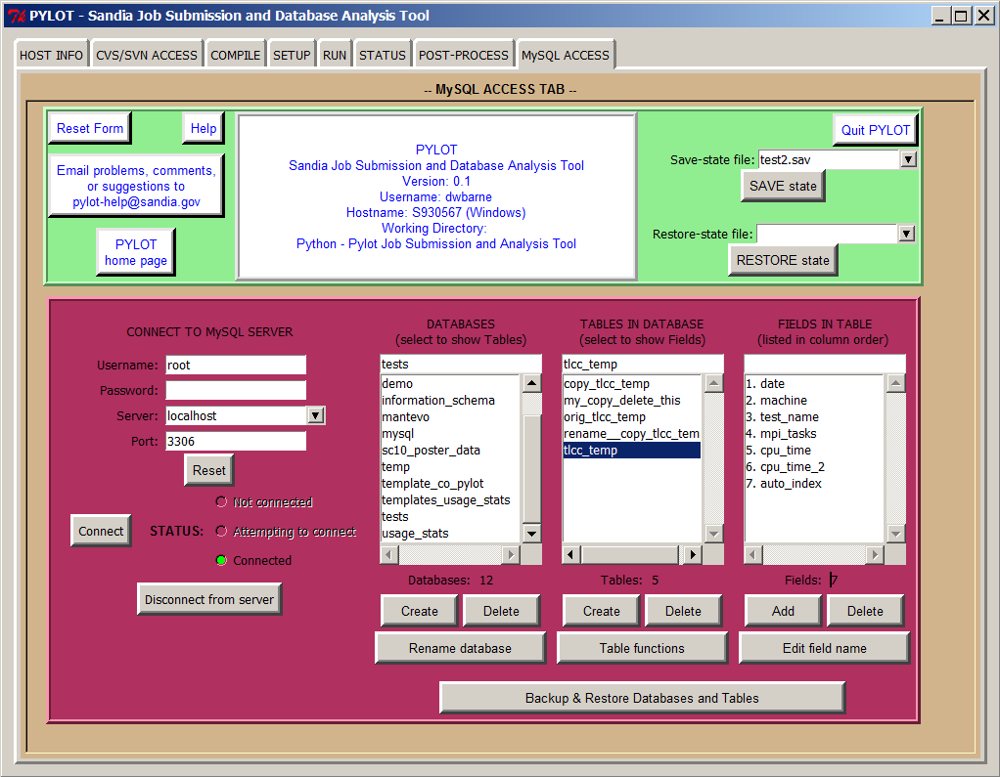 PYLOT - Sandia Job Submission and Database Analysis Tool
HOST INFO
CVS/SVN ACCESS
COMPILE
SETUP
RUN
STATUS
POST-PROCESS
MySQL ACCESS
-- MySQL ACCESS TAB --
Reset Form
Help
Email problems, comments,
or suggestions to
pylot-help@sandia.gov
PYLOT
home page
PYLOT
Sandia Job Submission and Database Analysis Tool
Version: 0.1
Username: dwbarne
Hostname: S930567 (Windows)
Working Directory:
Python - Pylot Job Submission and Analysis Tool
Quit PYLOT
Save-state file: test2.sav
SAVE state
Restore-state file:
RESTORE state
CONNECT TO MySQL SERVER
Username: root
Password:
Server: localhost
Port: 3306
Reset
Not connected
Connect
STATUS:
Attempting to connect
Connected
Disconnect from server
DATABASES
(select to show Tables)
tests
demo
information_schema
mantevo
mysql
sc10_poster_data
temp
template_co_pylot
templates_usage_stats
tests
usage_stats
Databases: 12
Create
Delete
Rename database
TABLES IN DATABASE
(select to show Fields)
tlcc_temp
copy_tlcc_temp
my_copy_delete_this
orig_tlcc_temp
rename__copy_tlcc_tem
tlcc_temp
Tables: 5
Create
Delete
Table functions
FIELDS IN TABLE
(listed in column order)
1. date
2. machine
3. test_name
4. mpi_tasks
5. cpu_time
6. cpu_time_2
7. auto_index
Fields: 7
Add
Delete
Edit field name
Backup & Restore Databases and Tables